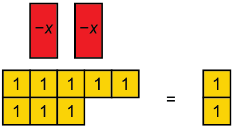 −x −x
1 1 1 1 1 1
1 1 1 = 1